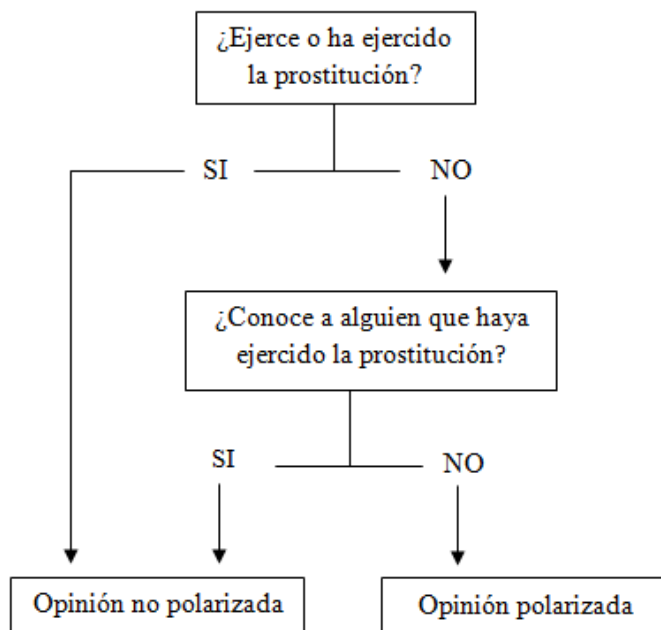 ¿Ejerce o ha ejercido
la prostitución?
SI
NO
¿Conoce a alguien que haya
ejercido la prostitución?
SI
NO
Opinión no polarizada
Opinión polarizada